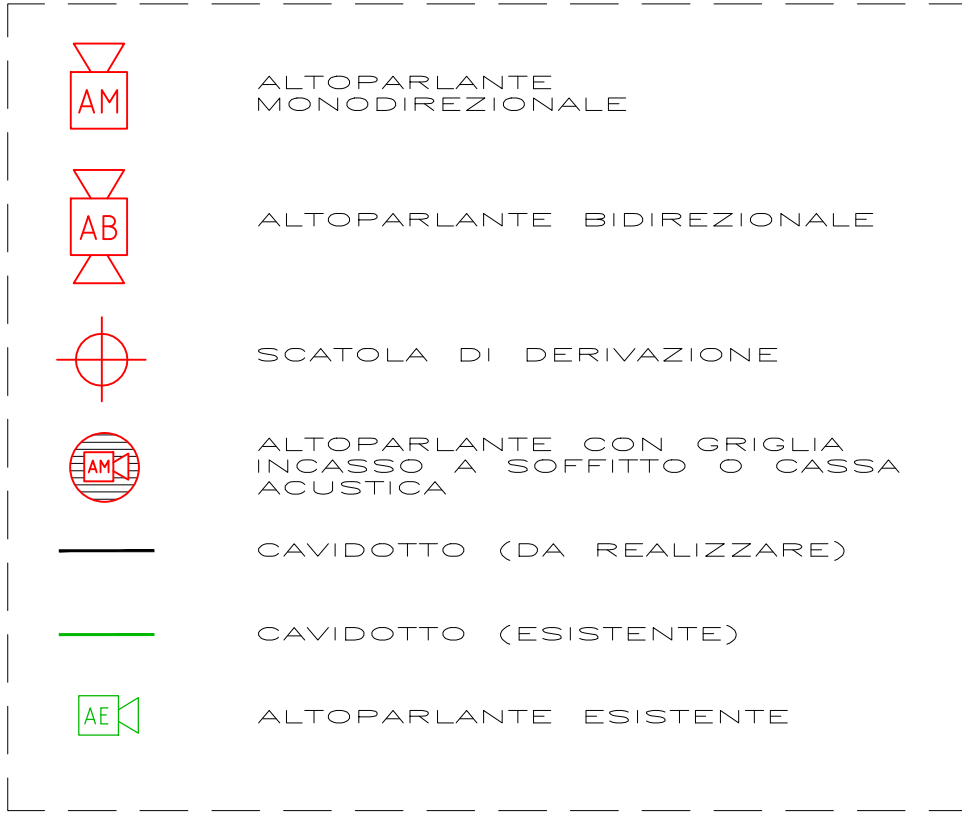 AM
ALTOPARLANTE
MONODIREZIONALE
AB
ALTOPARLANTE BIDIREZIONALE
SCATOLA DI DERIVAZIONE
AM
ALTOPARLANTE CON GRIGLIA
INCASSO A SOFFITTO O CASSA
ACUSTICA
CAVIDOTTO (DA REALIZZARE)
CAVIDOTTO (ESISTENTE)
AE
ALTOPARLANTE ESISTENTE